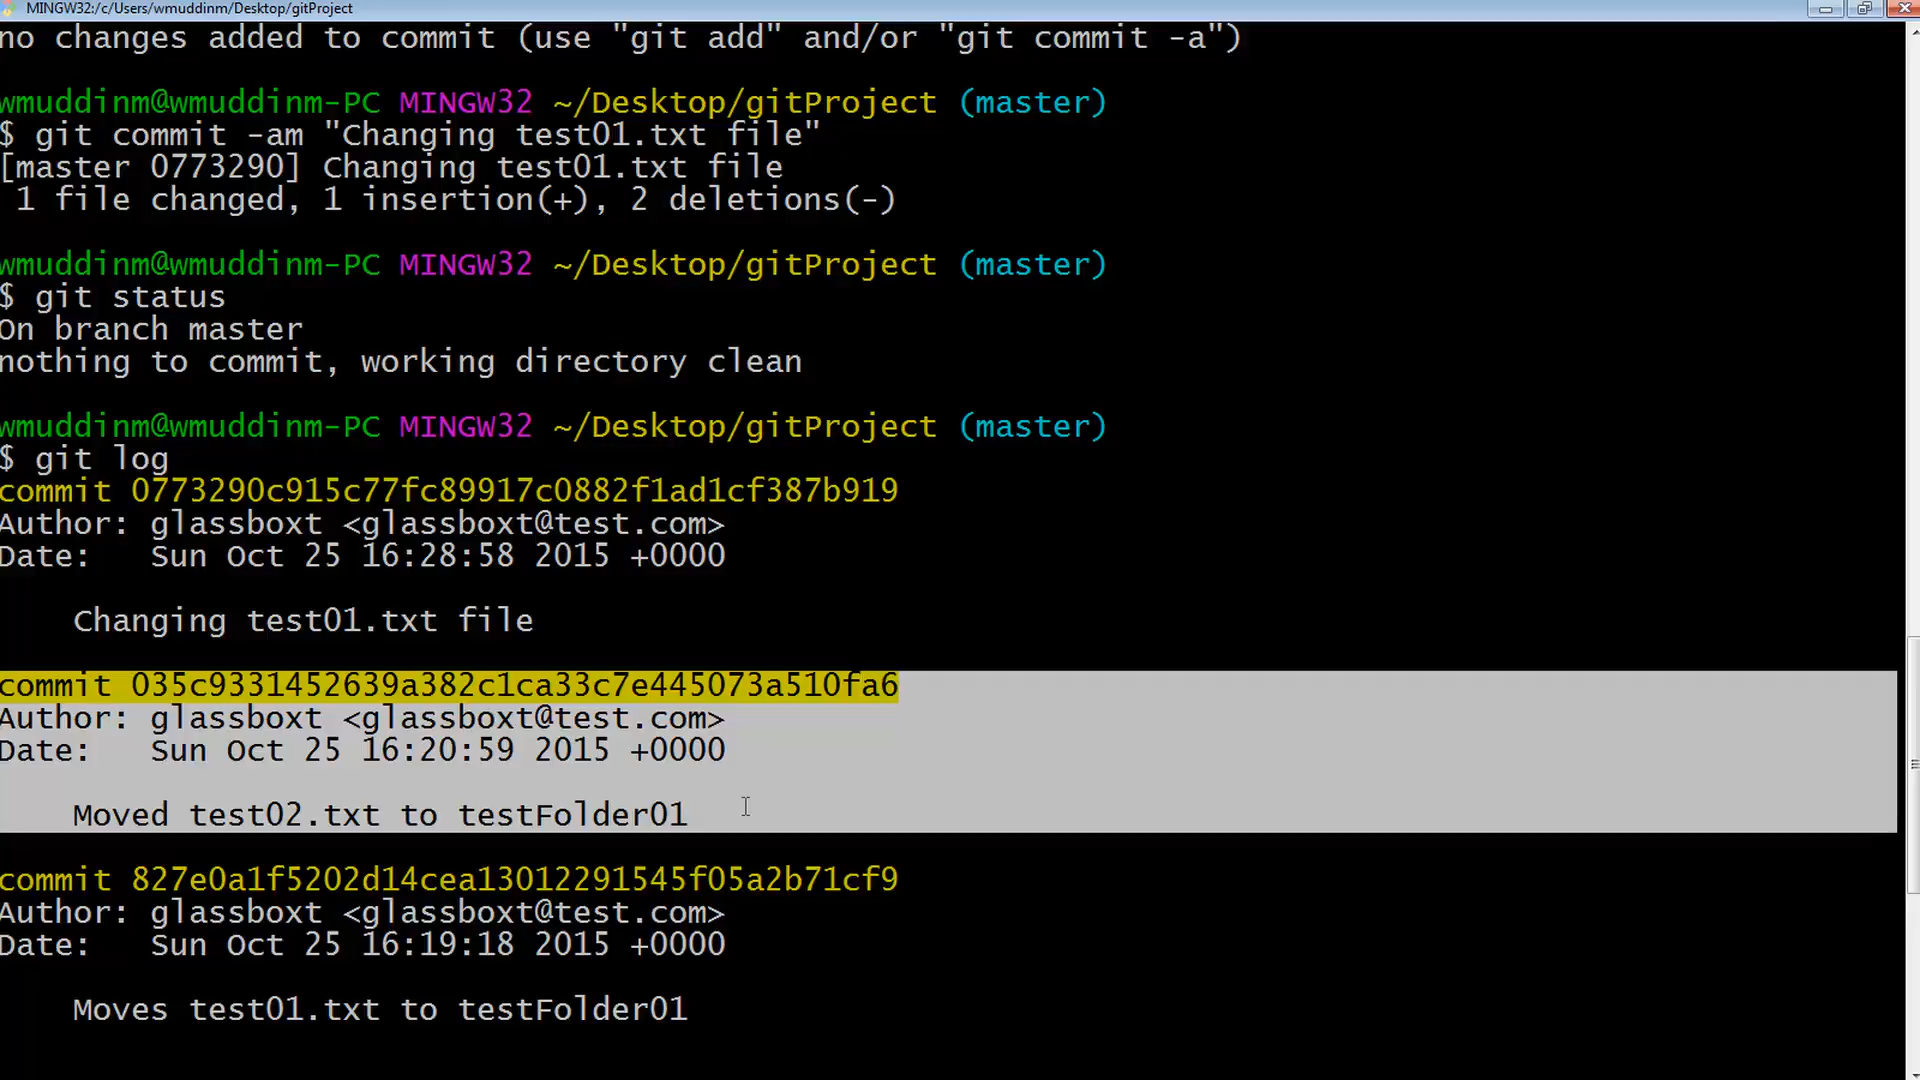 MINGW32:/c/Users/wmuddinm/Desktop/gitProject
no changes added to commit (use "git add" and/or "git commit -a")
wmuddinm@wmuddinm-PC MINGW32 ~/Desktop/gitProject (master)
$ git commit -am "Changing test01.txt file"
[master 0773290] Changing test01.txt file
1 file changed, 1 insertion(+), 2 deletions(-)
wmuddinm@wmuddinm-PC MINGW32 ~/Desktop/gitProject (master)
$ git status
On branch master
nothing to commit, working directory clean
wmuddinm@wmuddinm-PC MINGW32 ~/Desktop/gitProject (master)
$ git log
commit 0773290c915c77fc89917c0882f1ad1cf387b919
Author: glassboxt <glassboxt@test.com>
Date:   Sun Oct 25 16:28:58 2015 +0000
Changing test01.txt file
commit 035c9331452639a382c1ca33c7e445073a510fa6
Author: glassboxt <glassboxt@test.com>
Date:   Sun Oct 25 16:20:59 2015 +0000
Moved test02.txt to testFolder01
commit 827e0a1f5202d14cea13012291545f05a2b71cf9
Author: glassboxt <glassboxt@test.com>
Date:   Sun Oct 25 16:19:18 2015 +0000
Moves test01.txt to testFolder01